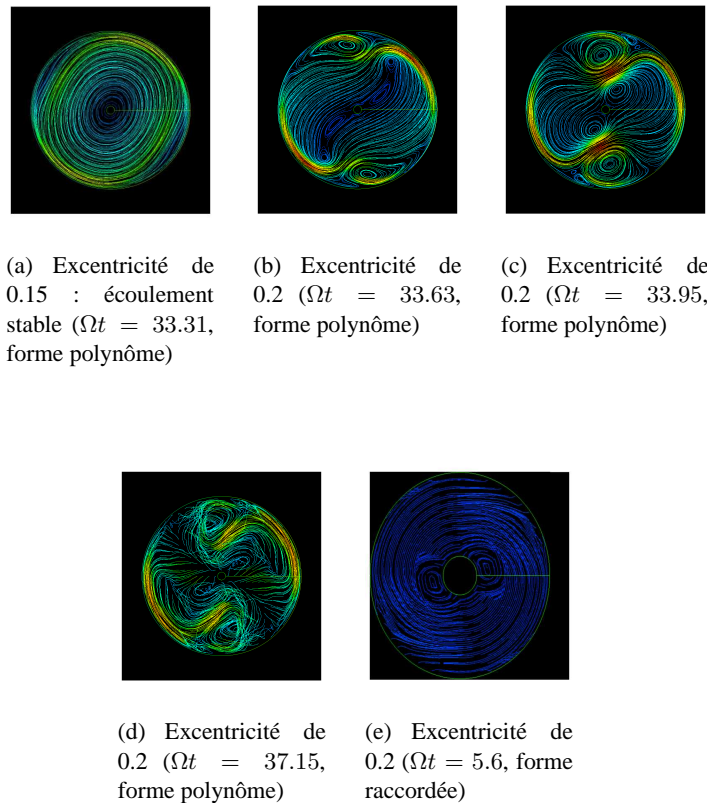 (a) Excentricité de
0.15 : écoulement
stable (Ωt = 33.31,
forme polynôme)
(b) Excentricité de
0.2 (Ωt = 33.63,
forme polynôme)
(c) Excentricité de
0.2 (Ωt = 33.95,
forme polynôme)
(d) Excentricité de
0.2 (Ωt = 37.15,
forme polynôme)
(e) Excentricité de
0.2 (Ωt = 5.6, forme
raccordée)